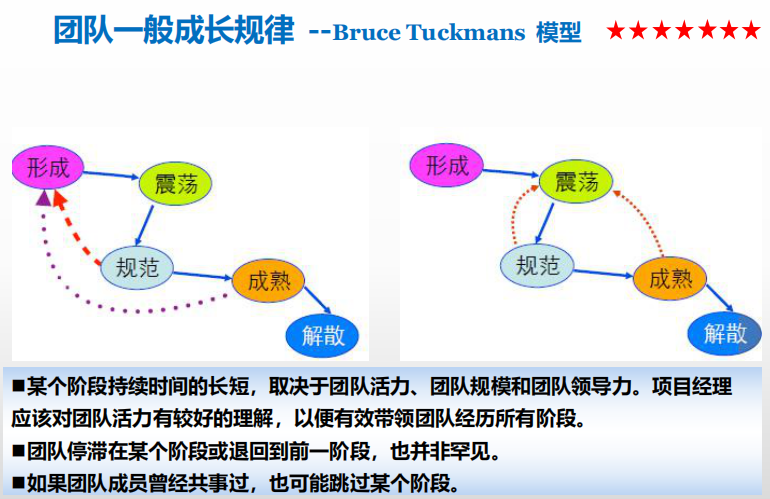 团队一般成长规律 --Bruce Tuckmans 模型 ★★★★★★★
形成
震荡
规范
成熟
解散
形成
震荡
规范
成熟
解散
■某个阶段持续时间的长短，取决于团队活力、团队规模和团队领导力。项目经理
应该对团队活力有较好的理解，以便有效带领团队经历所有阶段。
■团队停滞在某个阶段或退回到前一阶段，也并非罕见。
■如果团队成员曾经共事过，也可能跳过某个阶段。